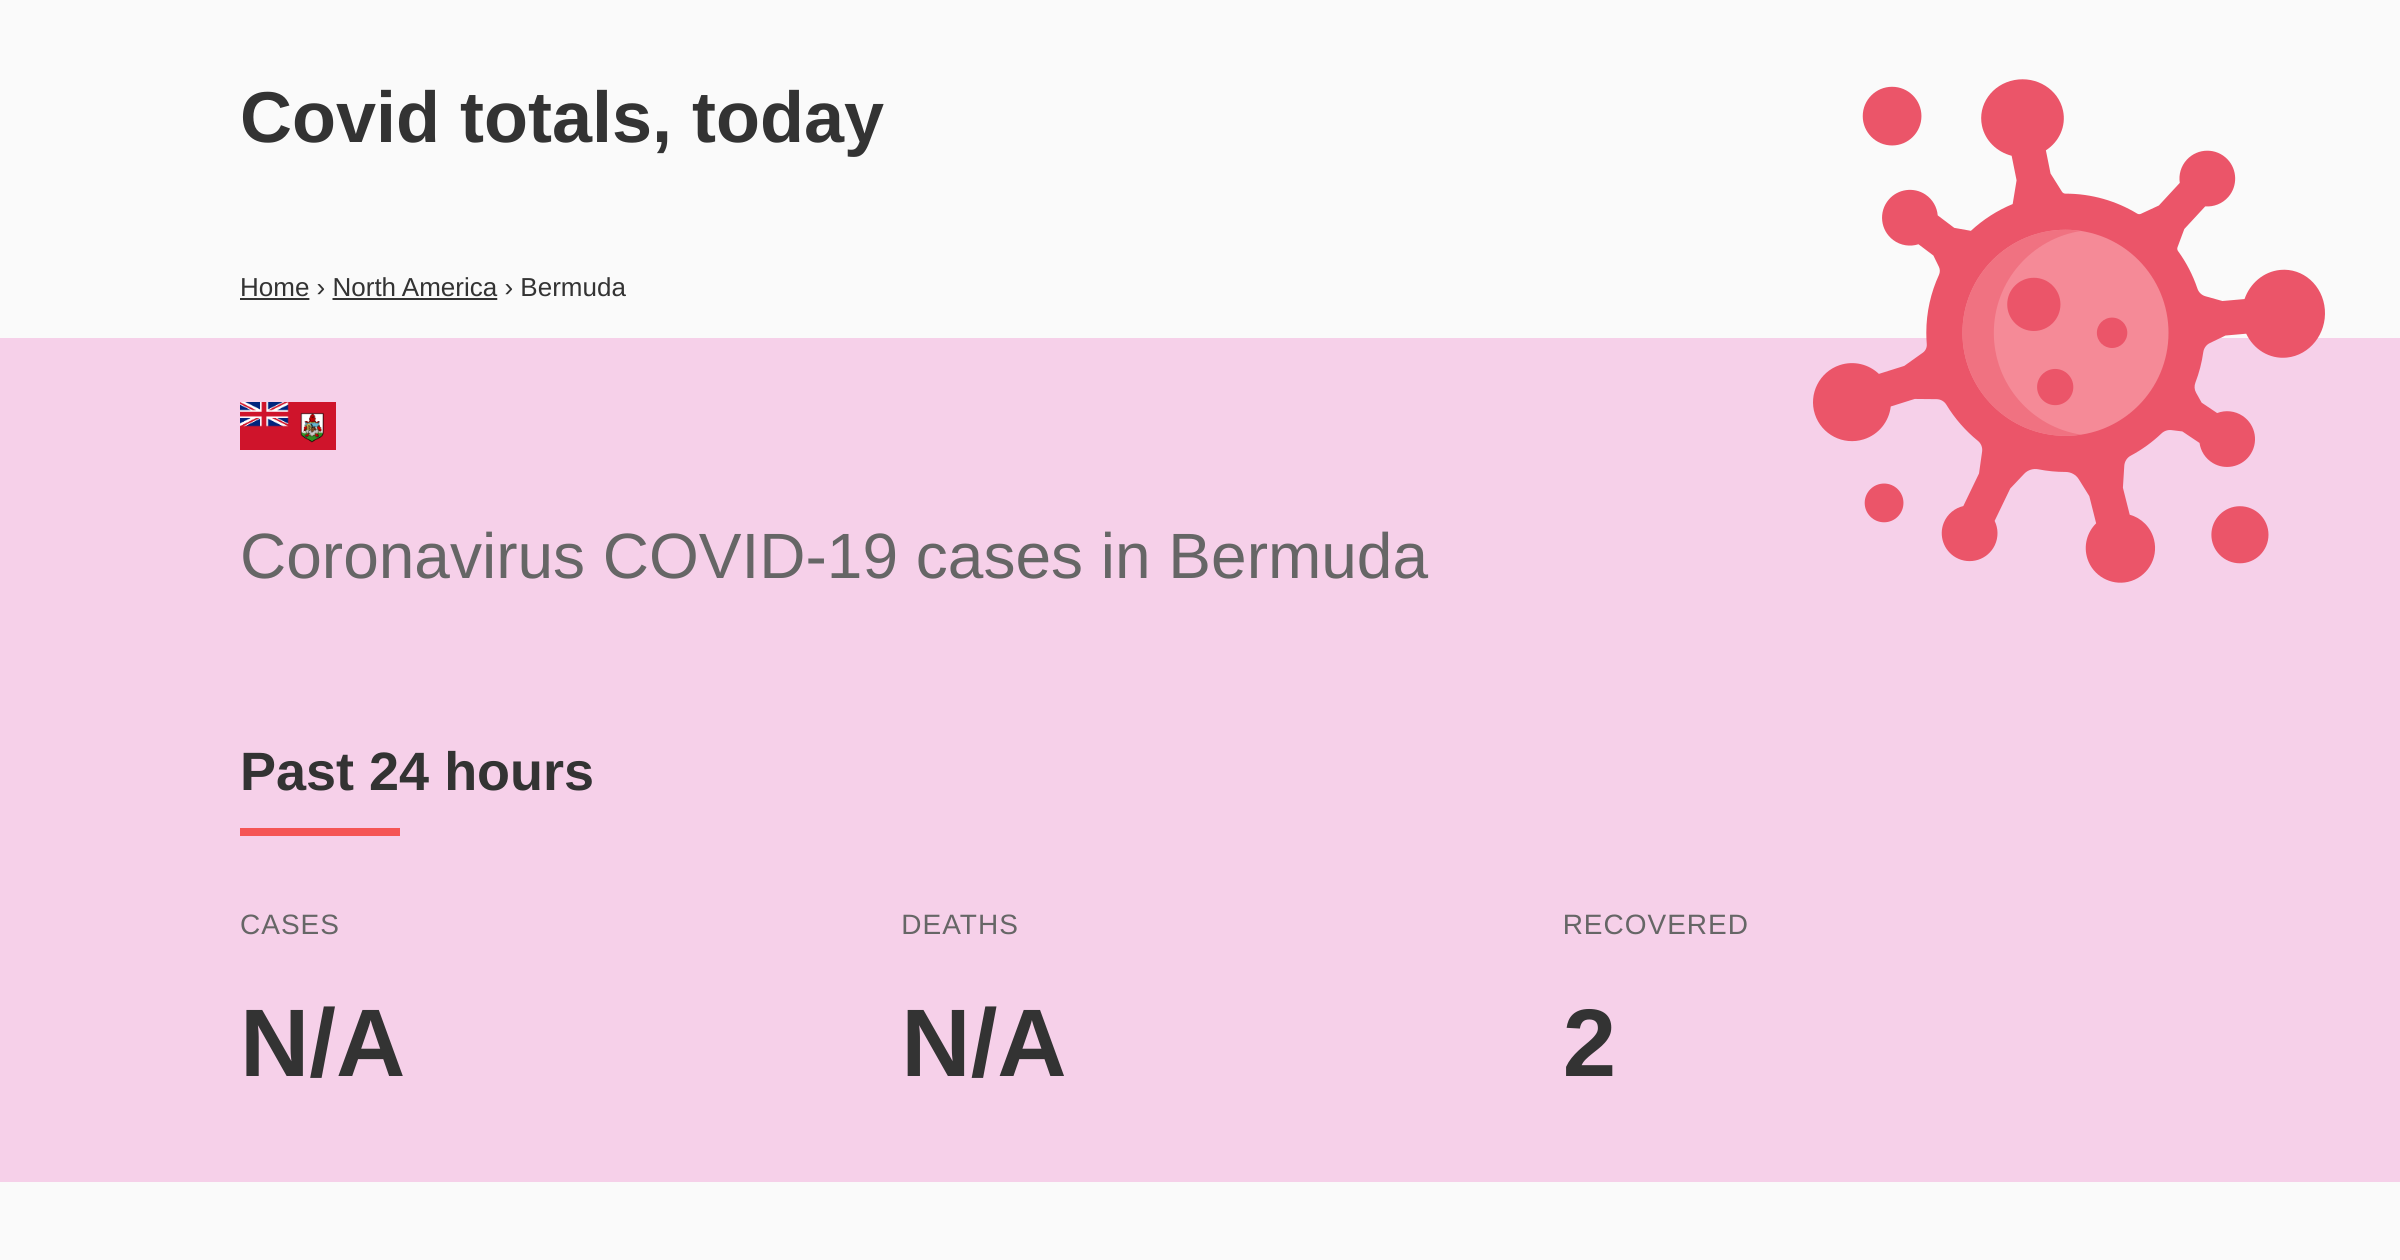 Covid totals, today
Home › North America › Bermuda
Coronavirus COVID-19 cases in Bermuda
Past 24 hours
CASES DEATHS RECOVERED
N/A N/A 2